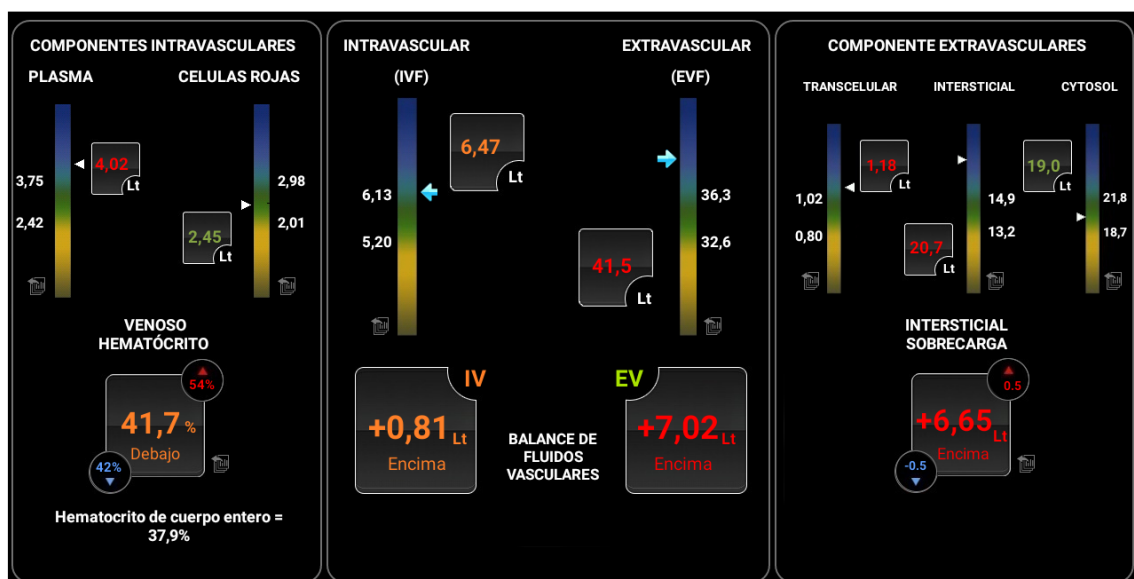 COMPONENTES INTRAVASCULARES
PLASMA
CELULAS ROJAS
4,02
Lt
3,75
2,42
2,98
2,01
2,45
Lt
VENOSO
HEMATÓCRITO
54%
41,7 %
Debajo
42%
Hematocrito de cuerpo entero =
37,9%
INTRAVASCULAR
(IVF)
EXTRAVASCULAR
(EVF)
6,47
Lt
6,13
5,20
36,3
32,6
41,5
Lt
IV
+0,81 Lt
Encima
BALANCE DE
FLUIDOS
VASCULARES
EV
+7,02 Lt
Encima
COMPONENTE EXTRAVASCULARES
TRANSCELULAR
INTERSTICIAL
CYTOSOL
1,18
Lt
1,02
0,80
14,9
13,2
20,7
Lt
19,0
Lt
21,8
18,7
INTERSTICIAL
SOBRECARGA
0.5
+6,65 Lt
Encima
-0.5